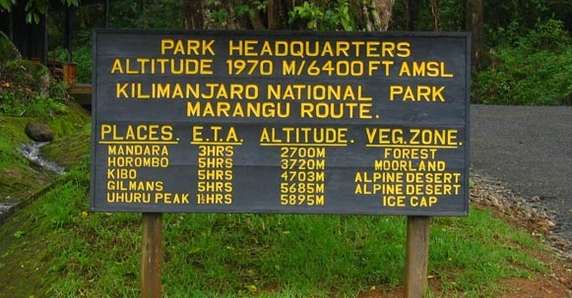 PARK HEADQUARTERS
ALTITUDE 1970 M/6400 FT AMSL
KILIMANJARO NATIONAL PARK
MARANGU ROUTE.
PLACES. E.T.A. ALTITUDE. VEG.ZONE.
MANDARA 3HRS 2700M FOREST
HOROMBO 5HRS 3720M MOORLAND
KIBO 5HRS 4703M ALPINE DESERT
GILMANS 5HRS 5685M ALPINE DESERT
UHURU PEAK 1½HRS 5895M ICE CAP